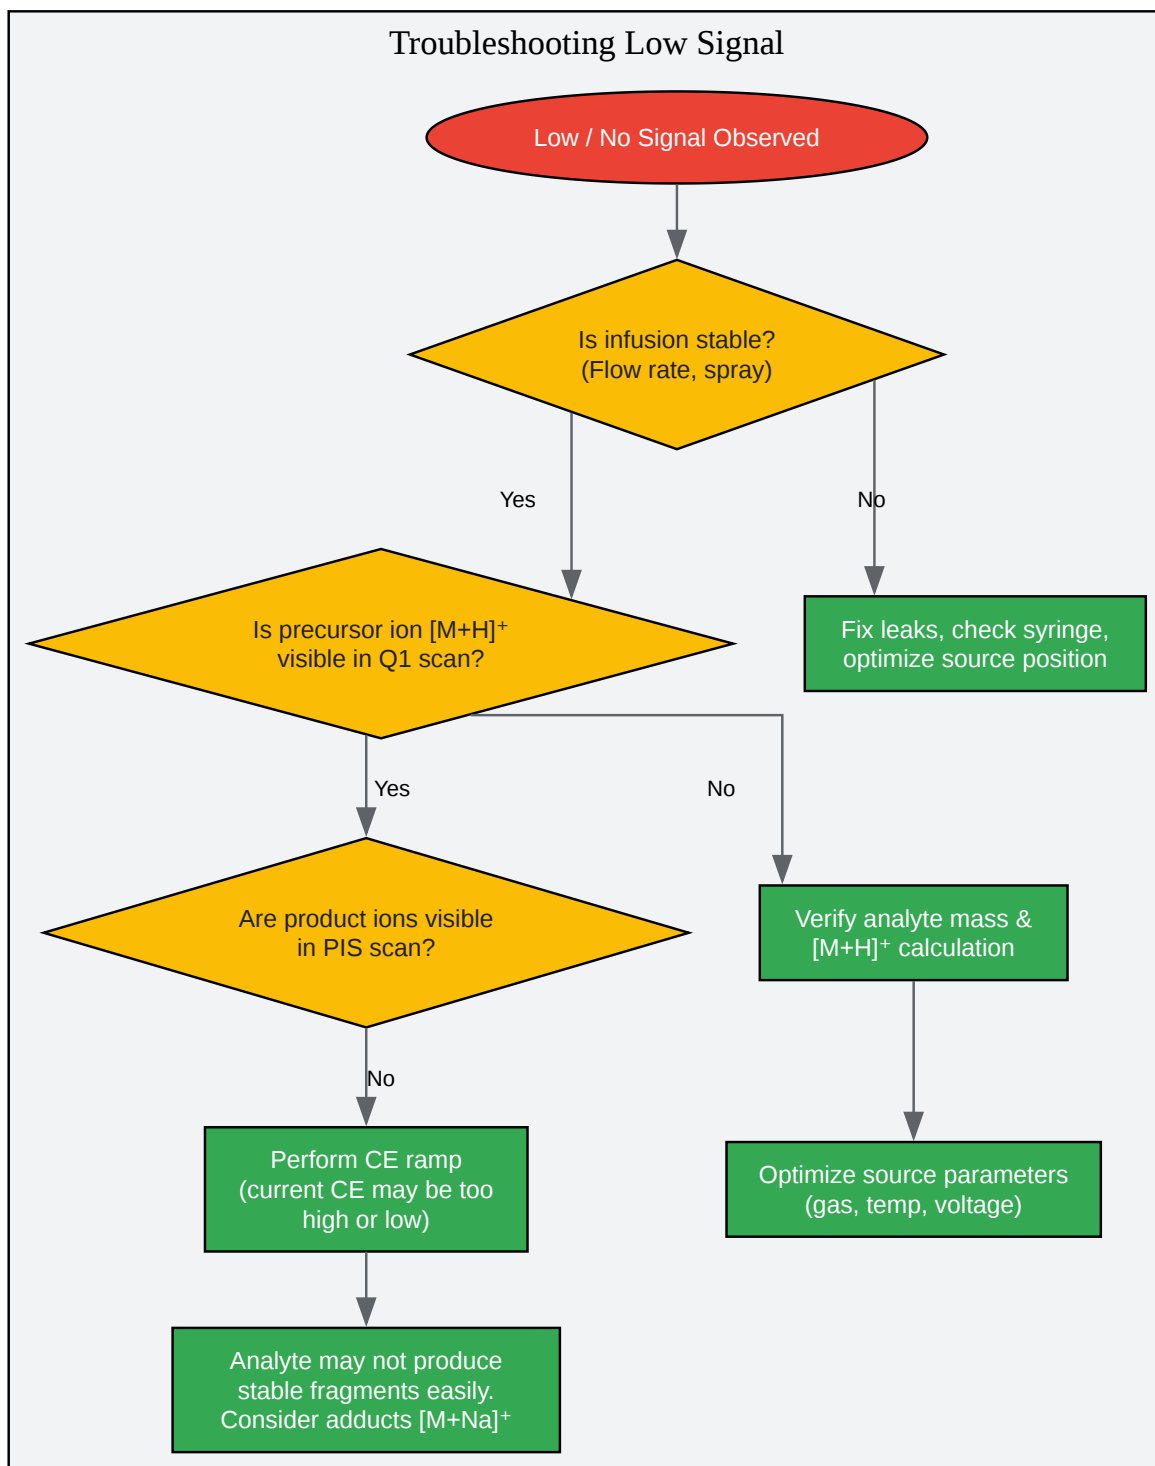 Troubleshooting Low Signal
Low / No Signal Observed
Is infusion stable?
(Flow rate, spray)
Yes
No
Is precursor ion [M+H]⁺
visible in Q1 scan?
Fix leaks, check syringe,
optimize source position
Yes
No
Are product ions visible
in PIS scan?
Verify analyte mass &
[M+H]⁺ calculation
No
Perform CE ramp
(current CE may be too
high or low)
Optimize source parameters
(gas, temp, voltage)
Analyte may not produce
stable fragments easily.
Consider adducts [M+Na]⁺